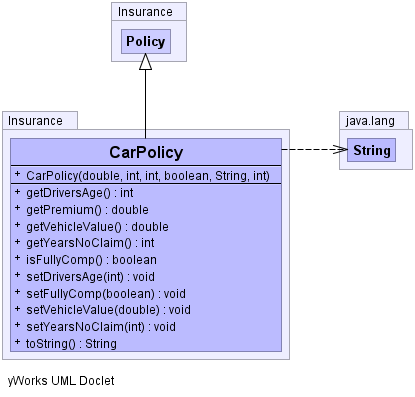 Insurance
Policy
Insurance
java.lang
CarPolicy
String
+ CarPolicy(double, int, int, boolean, String, int)
+ getDriversAge() : int
+ getPremium() : double
+ getVehicleValue() : double
+ getYearsNoClaim() : int
+ isFullyComp() : boolean
+ setDriversAge(int) : void
+ setFullyComp(boolean) : void
+ setVehicleValue(double) : void
+ setYearsNoClaim(int) : void
+ toString() : String
yWorks UML Doclet